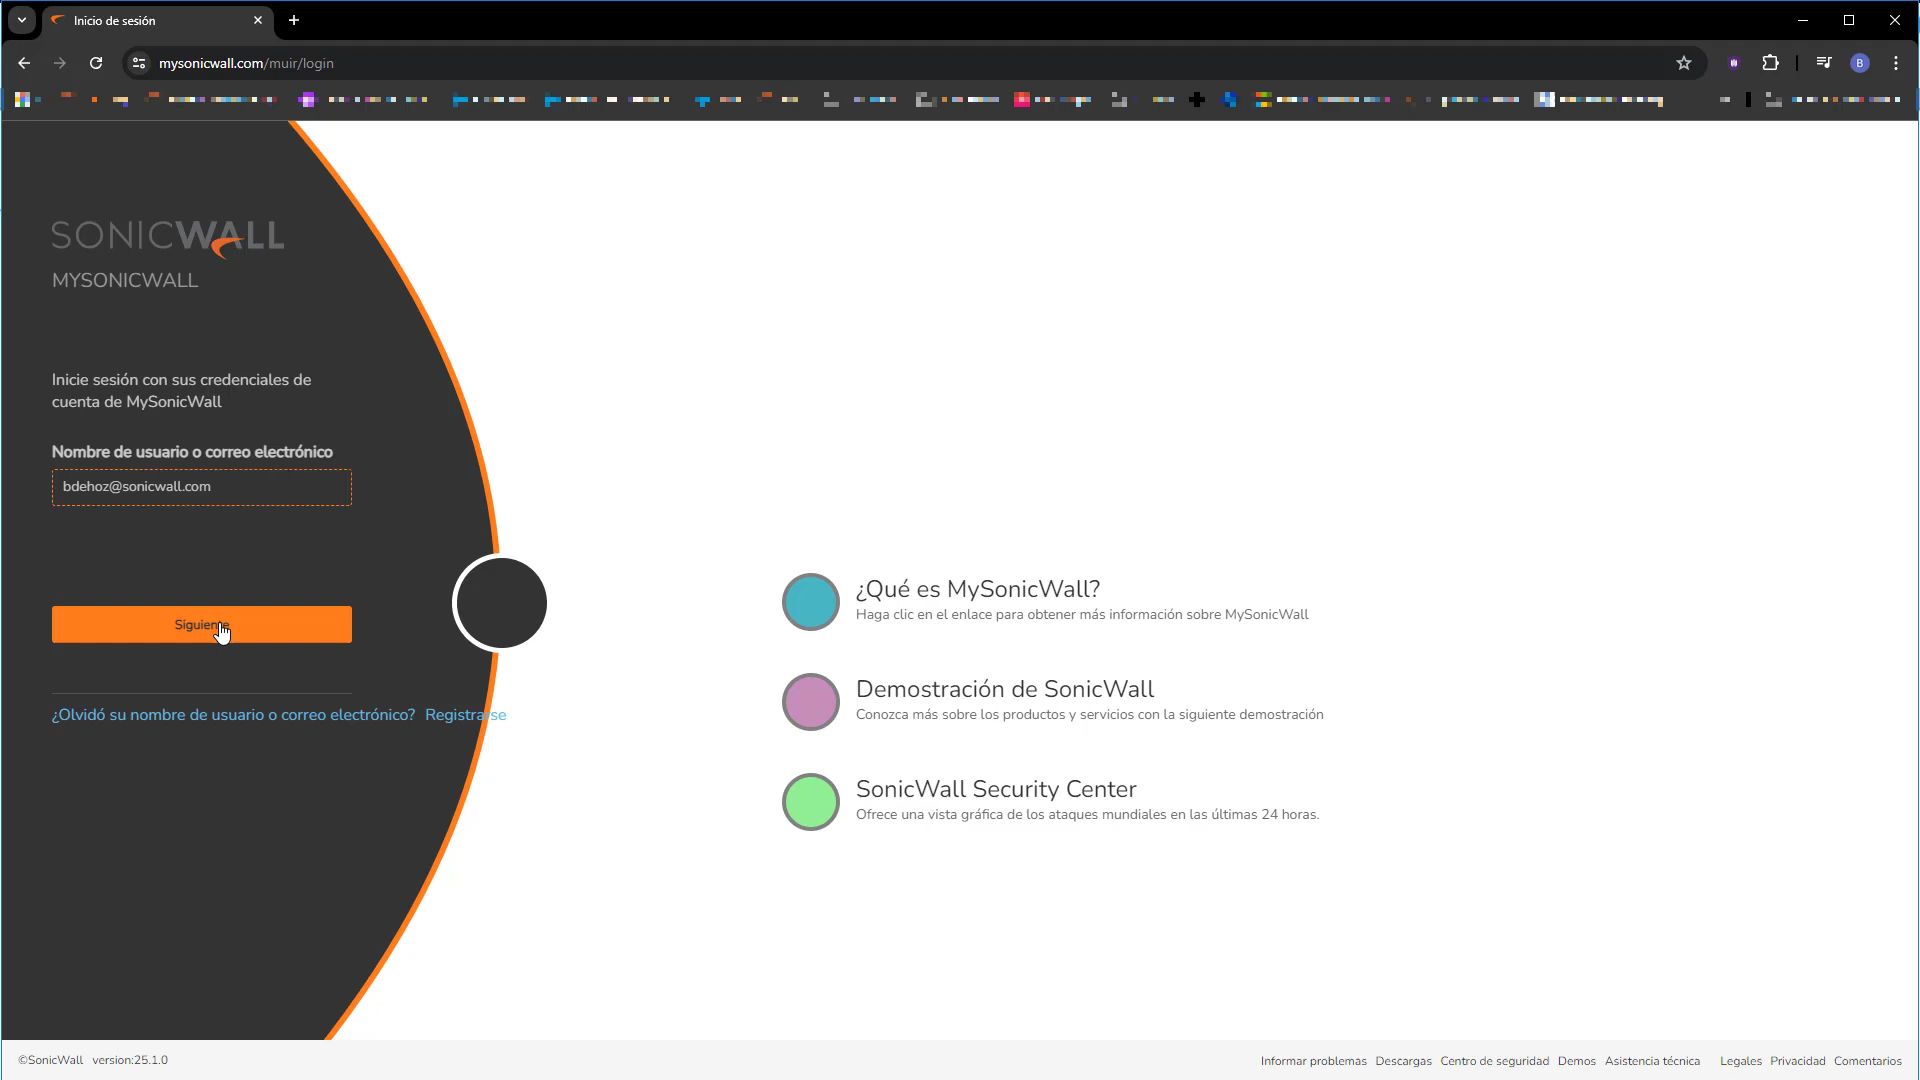 Inicio de sesión
mysonicwall.com/muir/login
B
SONICWALL
MYSONICWALL
Inicie sesión con sus credenciales de
cuenta de MySonicWall
Nombre de usuario o correo electrónico
bdehoz@sonicwall.com
Siguiente
¿Olvidó su nombre de usuario o correo electrónico? Registrarse
¿Qué es MySonicWall?
Haga clic en el enlace para obtener más información sobre MySonicWall
Demostración de SonicWall
Conozca más sobre los productos y servicios con la siguiente demostración
SonicWall Security Center
Ofrece una vista gráfica de los ataques mundiales en las últimas 24 horas.
©SonicWall version:25.1.0
Informar problemas Descargas Centro de seguridad Demos Asistencia técnica Legales Privacidad Comentarios